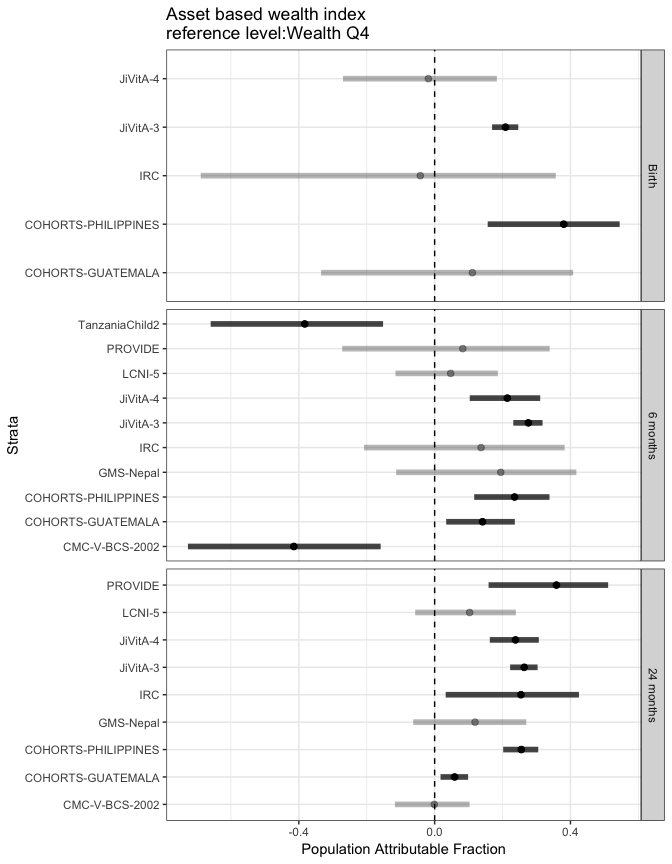 Asset based wealth index
reference level:Wealth Q4
JiVitA-4
JiVitA-3
IRC
COHORTS-PHILIPPINES
COHORTS-GUATEMALA
Birth
TanzaniaChild2
PROVIDE
LCNI-5
JiVitA-4
JiVitA-3
IRC
GMS-Nepal
COHORTS-PHILIPPINES
COHORTS-GUATEMALA
CMC-V-BCS-2002
6 months
Strata
PROVIDE
LCNI-5
JiVitA-4
JiVitA-3
IRC
GMS-Nepal
COHORTS-PHILIPPINES
COHORTS-GUATEMALA
CMC-V-BCS-2002
24 months
-0.4 0.0 0.4
Population Attributable Fraction